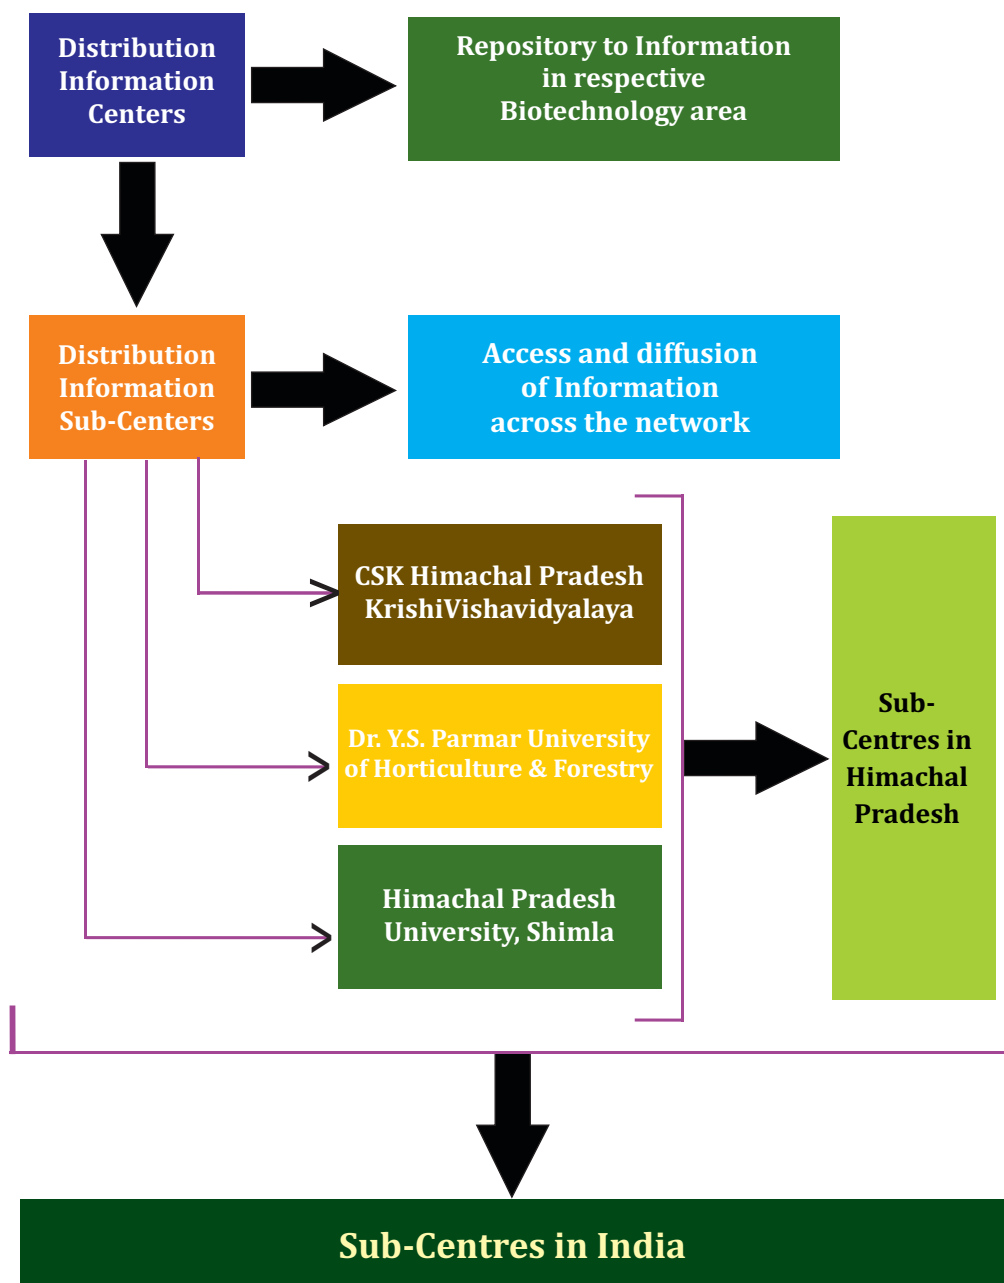 Distribution
Information
Centers
Repository to Information
in respective
Biotechnology area
Distribution
Information
Sub-Centers
Access and diffusion
of Information
across the network
CSK Himachal Pradesh
KrishiVishavidyalaya
Dr. Y.S. Parmar University
of Horticulture & Forestry
Himachal Pradesh
University, Shimla
Sub-
Centres in
Himachal
Pradesh
Sub-Centres in India